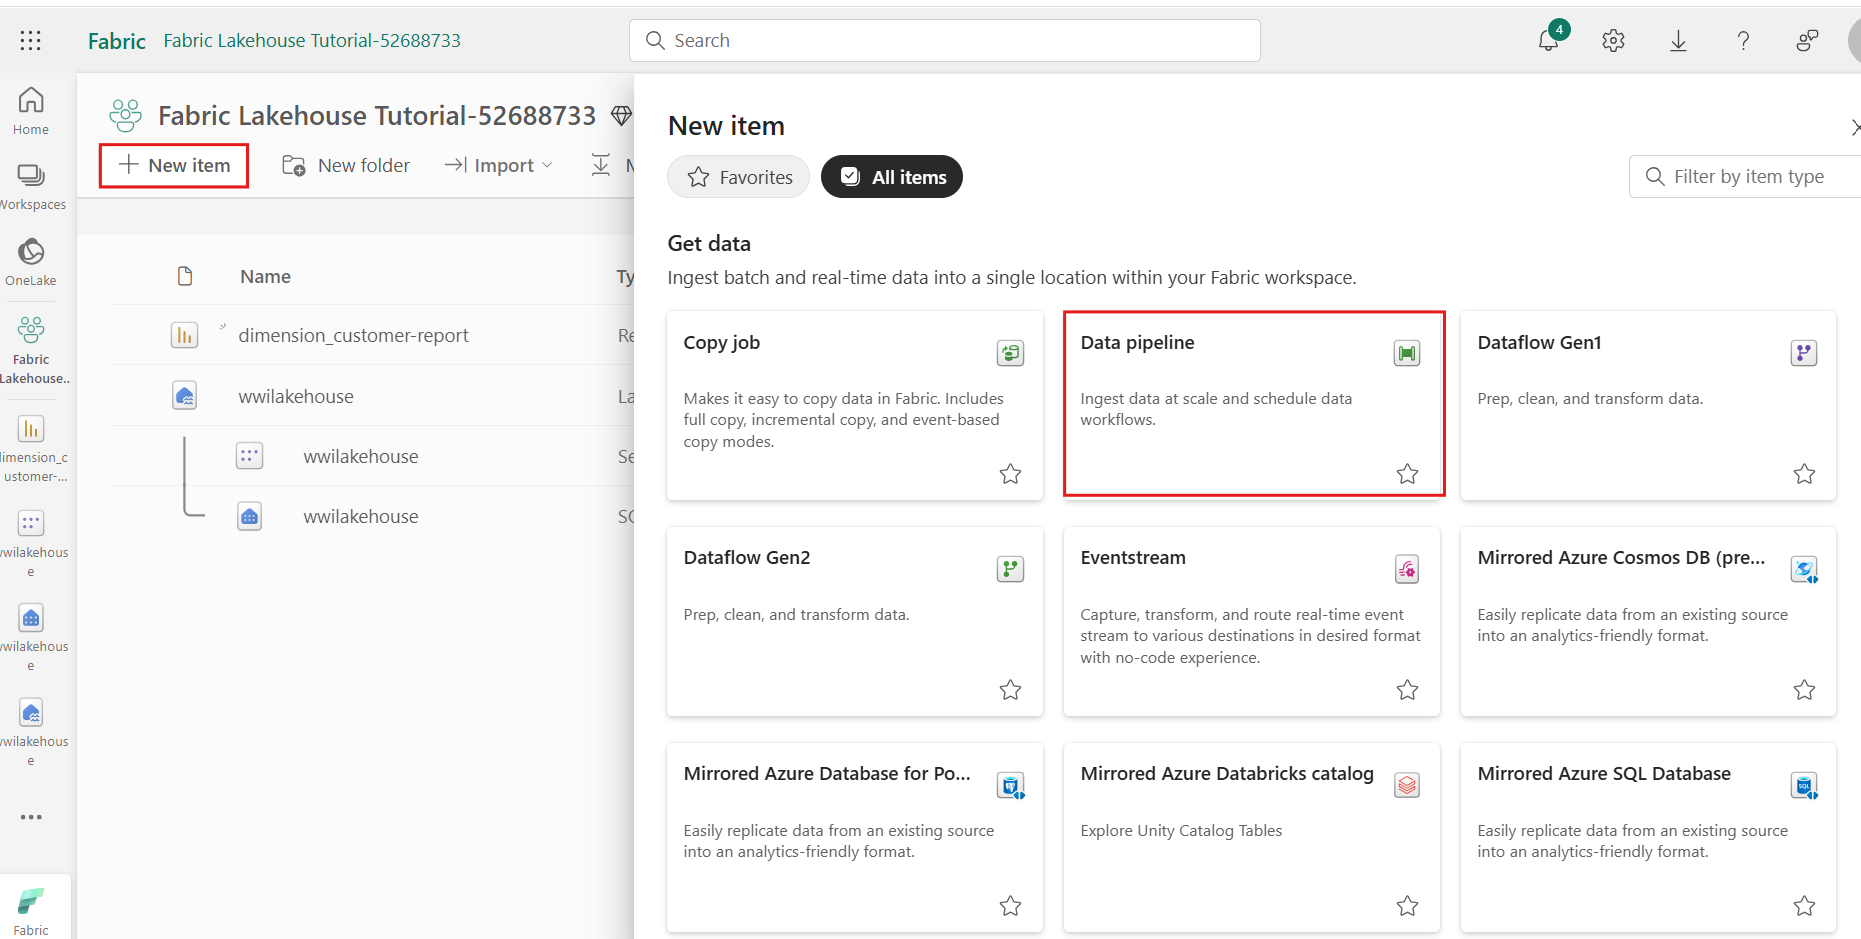 Fabric
Fabric Lakehouse Tutorial-52688733
Search
4
Home
Workspaces
OneLake
Fabric
Lakehouse..
dimension_c
ustomer-...
wwilakehous
e
wwilakehous
e
wwilakehous
e
Fabric
Fabric Lakehouse Tutorial-52688733
New item
New folder
Import
Name
dimension_customer-report
Re
wwilakehouse
La
wwilakehouse
Se
wwilakehouse
SQ
New item
Favorites
All items
Filter by item type
Get data
Ingest batch and real-time data into a single location within your Fabric workspace.
Copy job
Makes it easy to copy data in Fabric. Includes
full copy, incremental copy, and event-based
copy modes.
Data pipeline
Ingest data at scale and schedule data
workflows.
Dataflow Gen1
Prep, clean, and transform data.
Dataflow Gen2
Prep, clean, and transform data.
Eventstream
Capture, transform, and route real-time event
stream to various destinations in desired format
with no-code experience.
Mirrored Azure Cosmos DB (pre...
Easily replicate data from an existing source
into an analytics-friendly format.
Mirrored Azure Database for Po...
Easily replicate data from an existing source
into an analytics-friendly format.
Mirrored Azure Databricks catalog
Explore Unity Catalog Tables
Mirrored Azure SQL Database
Easily replicate data from an existing source
into an analytics-friendly format.